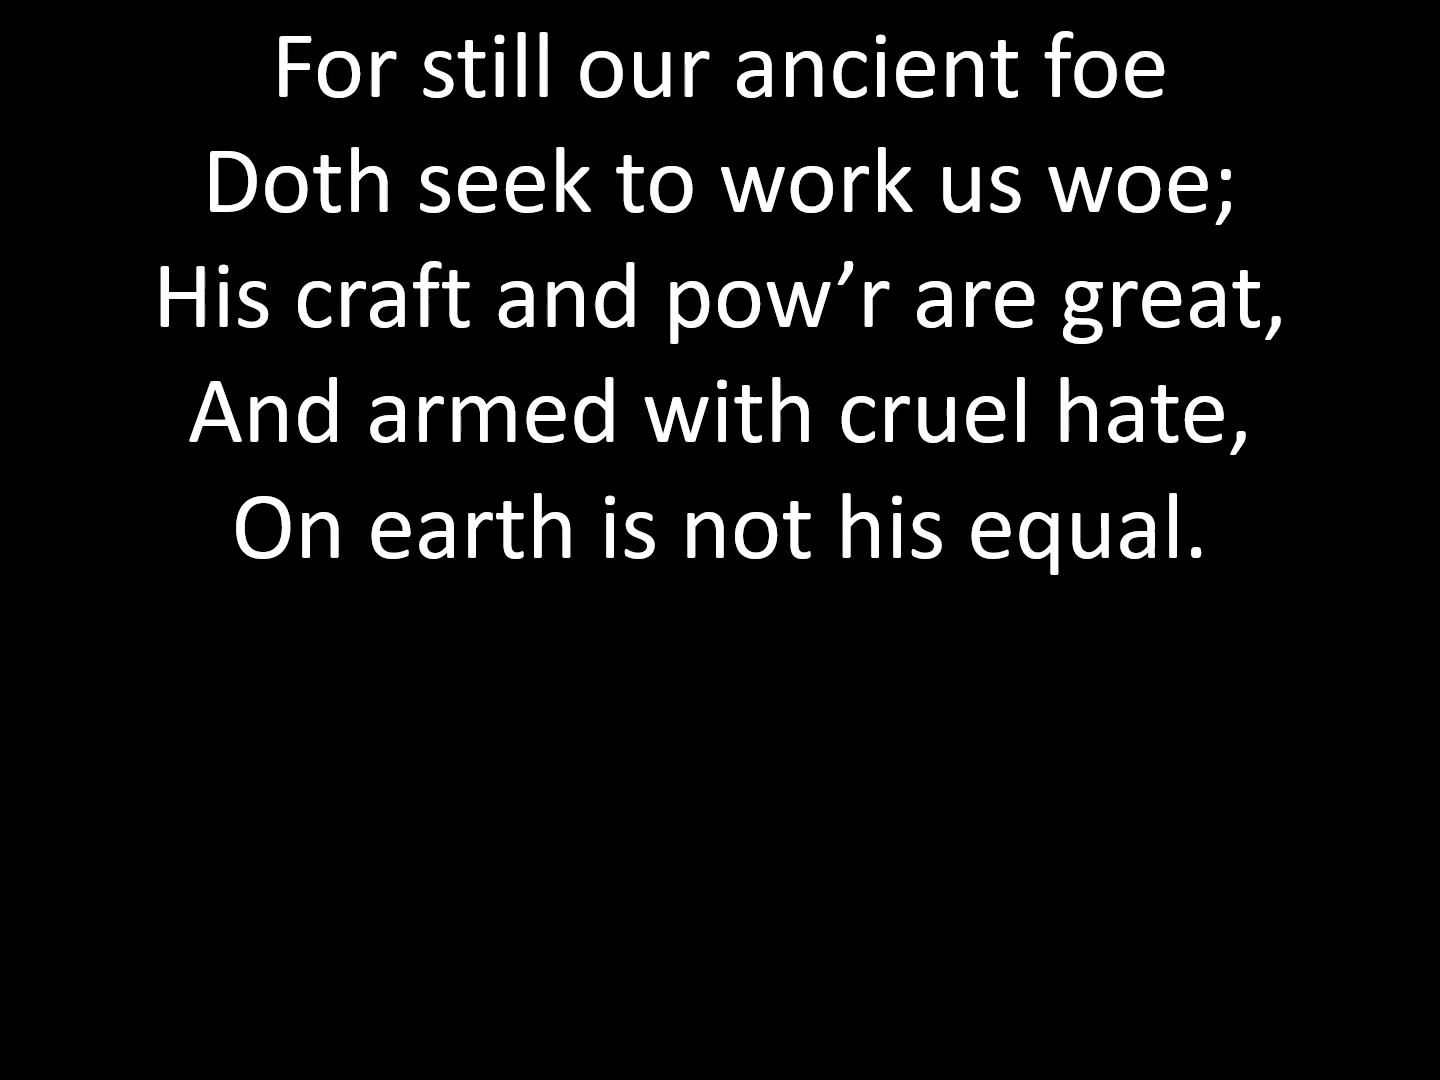 For still our ancient foe
Doth seek to work us woe;
His craft and pow’r are great,
And armed with cruel hate,
On earth is not his equal.